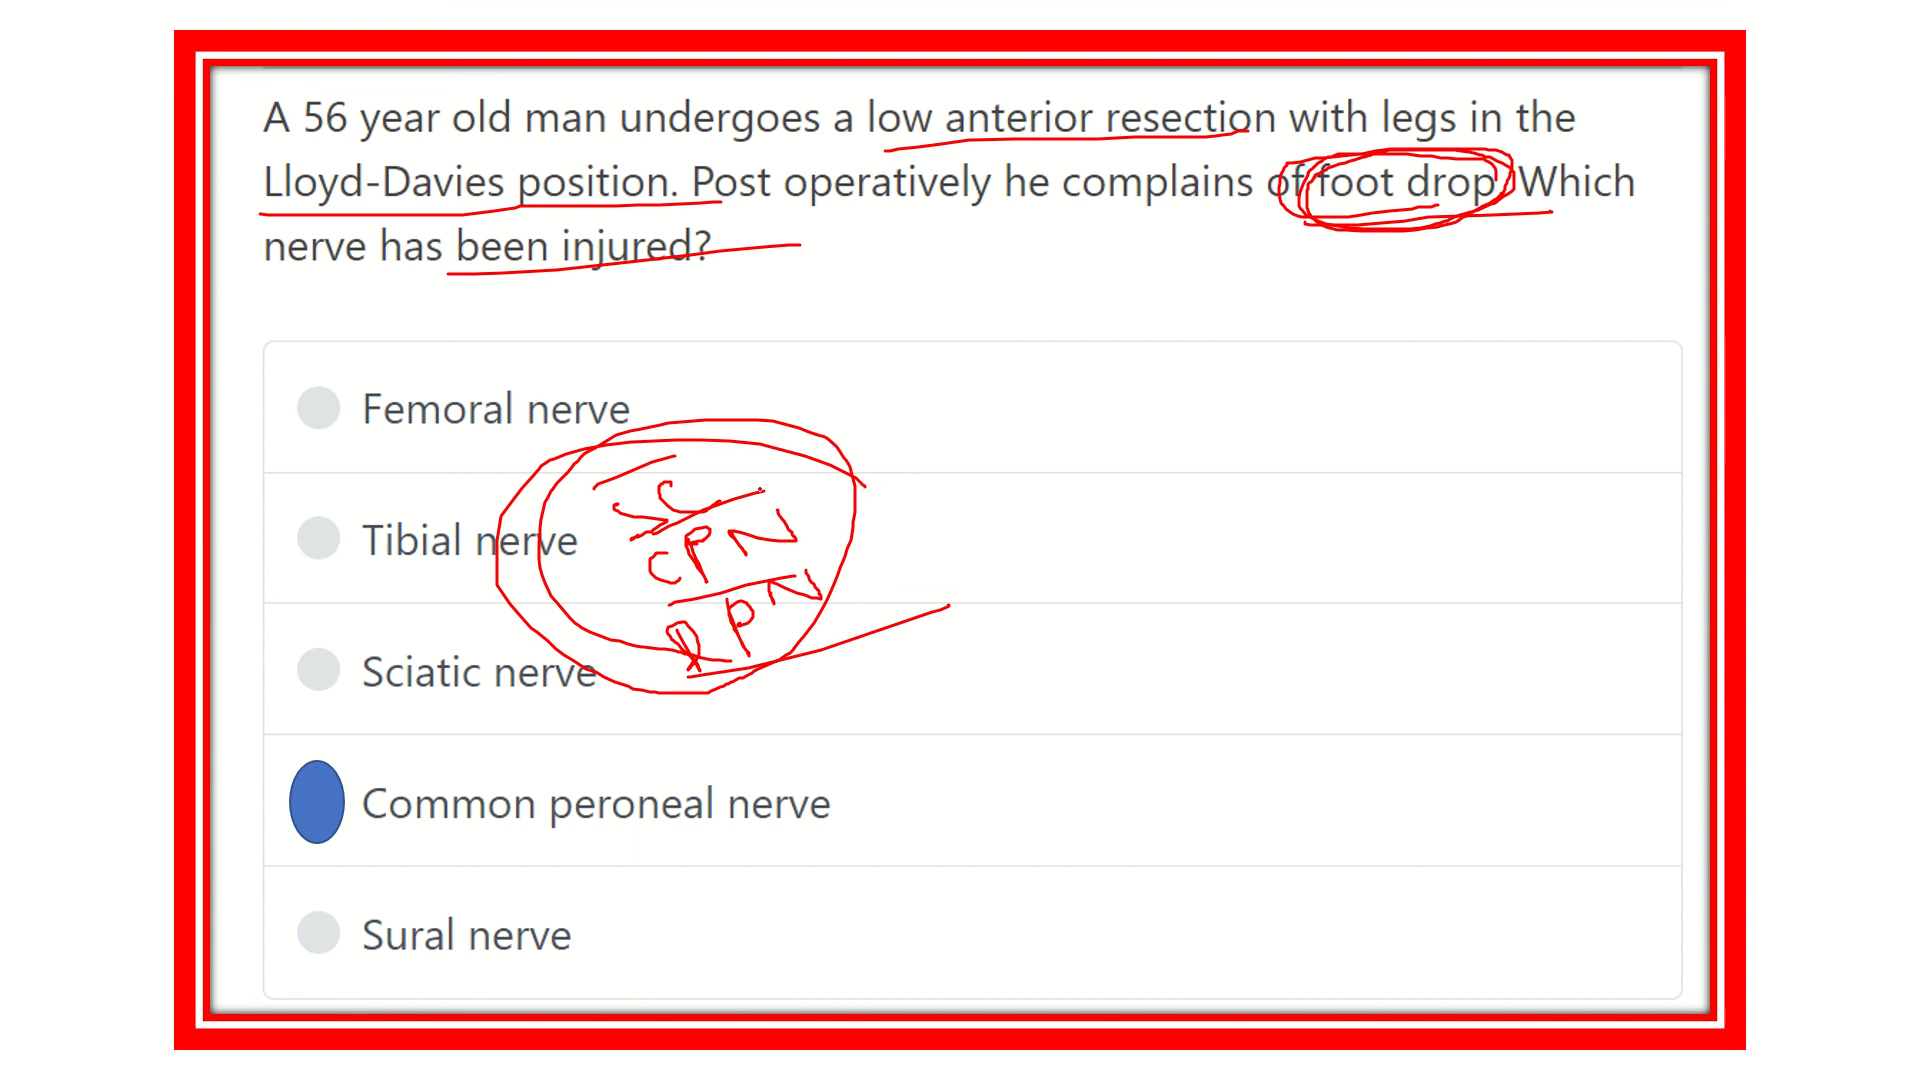 A 56 year old man undergoes a low anterior resection with legs in the
Lloyd-Davies position. Post operatively he complains of foot drop. Which
nerve has been injured?
Femoral nerve
SC
CPN
Tibial nerve
DPN
Sciatic nerve
Common peroneal nerve
Sural nerve